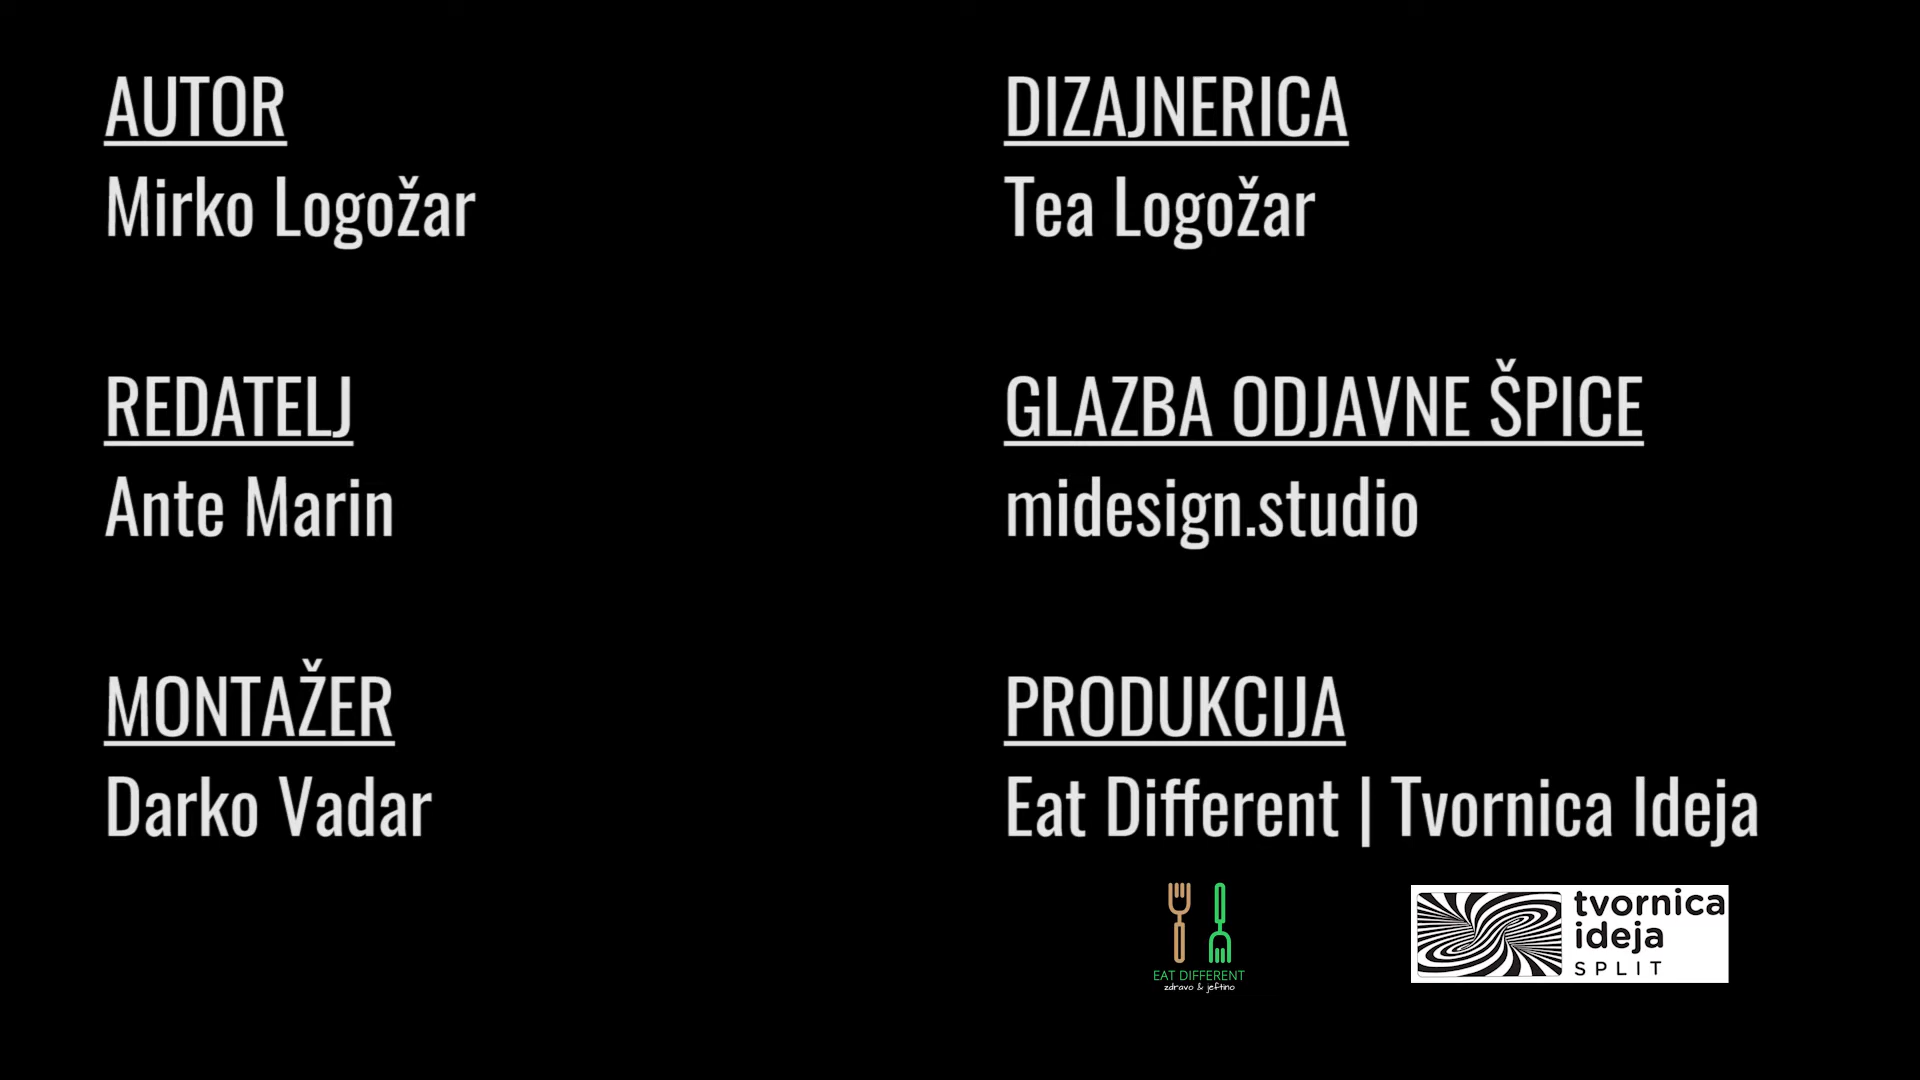 AUTOR
Mirko Logožar
REDATELJ
Ante Marin
MONTAŽER
Darko Vadar
DIZAJNERICA
Tea Logožar
GLAZBA ODJAVNE ŠPICE
midesign.studio
PRODUKCIJA
Eat Different | Tvornica Ideja
EAT DIFFERENT
zdravo & jeftino
tvornica
ideja
SPLIT